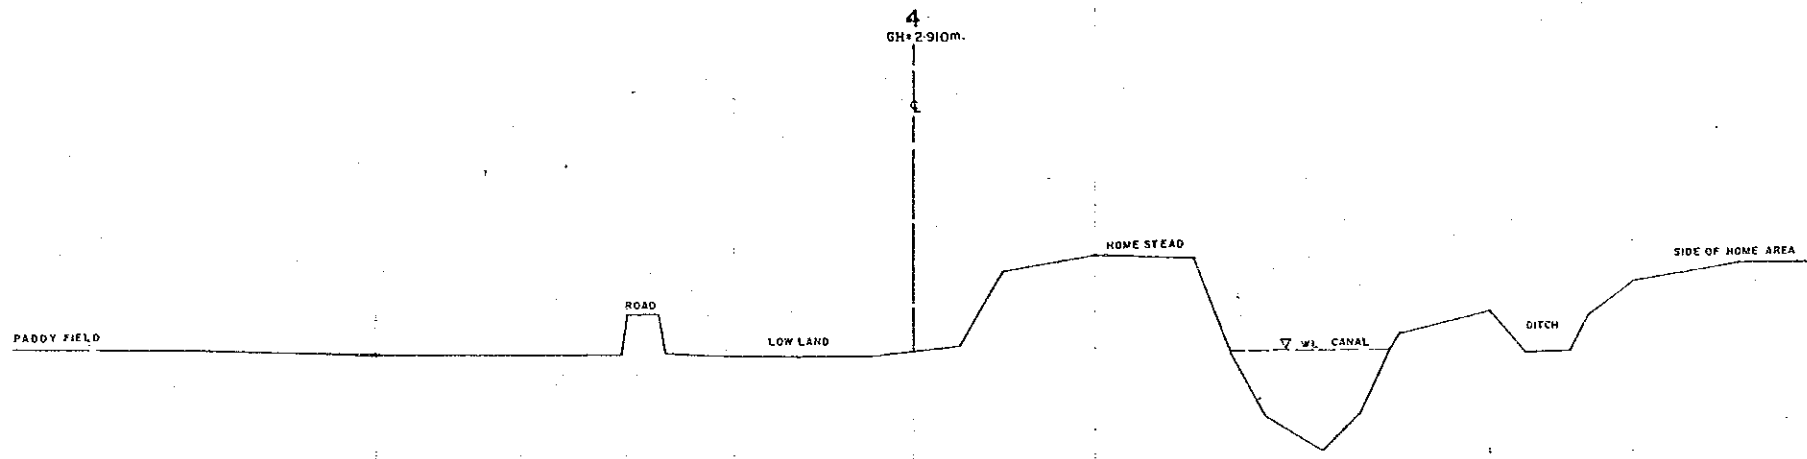 4
GH=2.910m.
℄
HOME STEAD
SIDE OF HOME AREA
ROAD
DITCH
PADDY FIELD
LOW LAND
WL CANAL